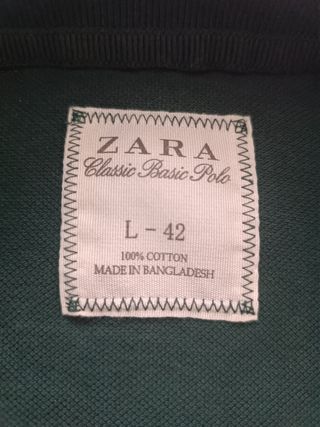 ZARA
Classic Basic Polo
L - 42
100% COTTON
MADE IN BANGLADESH